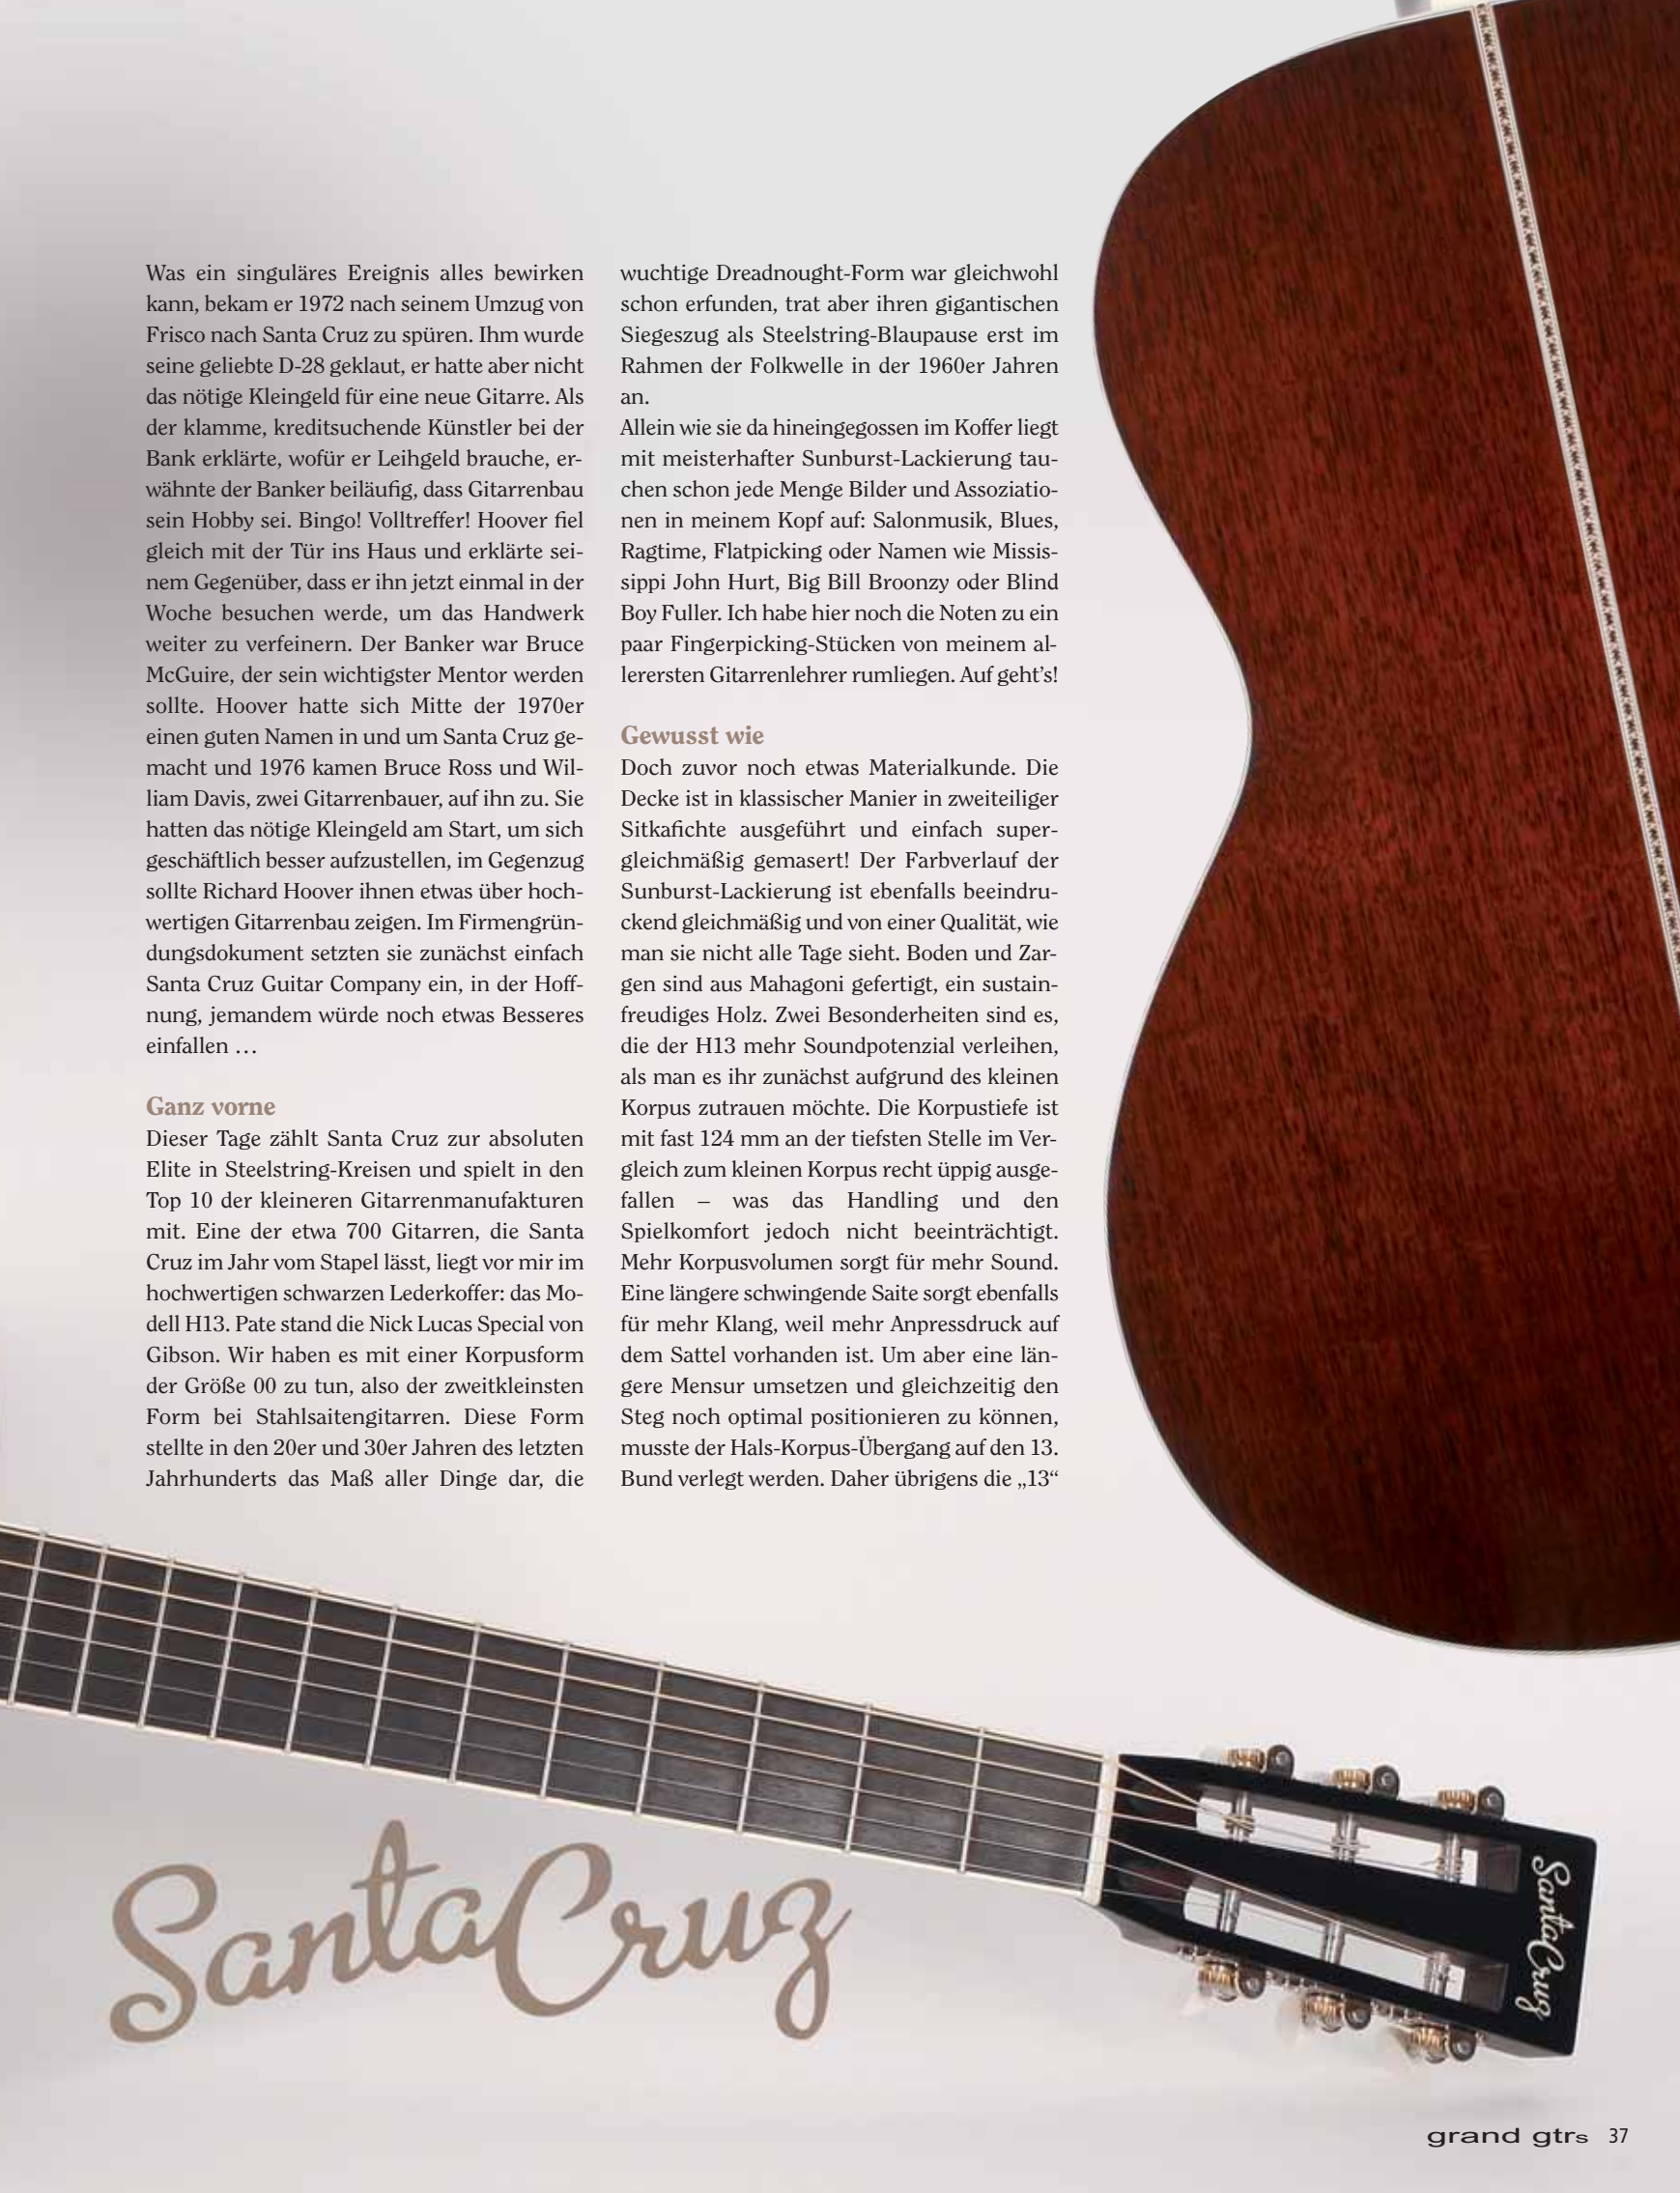 Was ein singuläres Ereignis alles bewirken
kann, bekam er 1972 nach seinem Umzug von
Frisco nach Santa Cruz zu spüren. Ihm wurde
seine geliebte D-28 geklaut, er hatte aber nicht
das nötige Kleingeld für eine neue Gitarre. Als
der klamme, kreditsuchende Künstler bei der
Bank erklärte, wofür er Leihgeld brauche, er-
wähnte der Banker beiläufig, dass Gitarrenbau
sein Hobby sei. Bingo! Volltreffer! Hoover fiel
gleich mit der Tür ins Haus und erklärte sei-
nem Gegenüber, dass er ihn jetzt einmal in der
Woche besuchen werde, um das Handwerk
weiter zu verfeinern. Der Banker war Bruce
McGuire, der sein wichtigster Mentor werden
sollte. Hoover hatte sich Mitte der 1970er
einen guten Namen in und um Santa Cruz ge-
macht und 1976 kamen Bruce Ross und Wil-
liam Davis, zwei Gitarrenbauer, auf ihn zu. Sie
hatten das nötige Kleingeld am Start, um sich
geschäftlich besser aufzustellen, im Gegenzug
sollte Richard Hoover ihnen etwas über hoch-
wertigen Gitarrenbau zeigen. Im Firmengrün-
dungsdokument setzten sie zunächst einfach
Santa Cruz Guitar Company ein, in der Hoff-
nung, jemandem würde noch etwas Besseres
einfallen …
Ganz vorne
Dieser Tage zählt Santa Cruz zur absoluten
Elite in Steelstring-Kreisen und spielt in den
Top 10 der kleineren Gitarrenmanufakturen
mit. Eine der etwa 700 Gitarren, die Santa
Cruz im Jahr vom Stapel lässt, liegt vor mir im
hochwertigen schwarzen Lederkoffer: das Mo-
dell H13. Pate stand die Nick Lucas Special von
Gibson. Wir haben es mit einer Korpusform
der Größe 00 zu tun, also der zweitkleinsten
Form bei Stahlsaitengitarren. Diese Form
stellte in den 20er und 30er Jahren des letzten
Jahrhunderts das Maß aller Dinge dar, die
wuchtige Dreadnought-Form war gleichwohl
schon erfunden, trat aber ihren gigantischen
Siegeszug als Steelstring-Blaupause erst im
Rahmen der Folkwelle in der 1960er Jahren
an.
Allein wie sie da hineingegossen im Koffer liegt
mit meisterhafter Sunburst-Lackierung tau-
chen schon jede Menge Bilder und Assoziatio-
nen in meinem Kopf auf: Salonmusik, Blues,
Ragtime, Flatpicking oder Namen wie Missis-
sippi John Hurt, Big Bill Broonzy oder Blind
Boy Fuller. Ich habe hier noch die Noten zu ein
paar Fingerpicking-Stücken von meinem al-
lerersten Gitarrenlehrer rumliegen. Auf geht's!
Gewusst wie
Doch zuvor noch etwas Materialkunde. Die
Decke ist in klassischer Manier in zweiteiliger
Sitkafichte ausgeführt und einfach super-
gleichmäßig gemasert! Der Farbverlauf der
Sunburst-Lackierung ist ebenfalls beeindru-
ckend gleichmäßig und von einer Qualität, wie
man sie nicht alle Tage sieht. Boden und Zar-
gen sind aus Mahagoni gefertigt, ein sustain-
freudiges Holz. Zwei Besonderheiten sind es,
die der H13 mehr Soundpotenzial verleihen,
als man es ihr zunächst aufgrund des kleinen
Korpus zutrauen möchte. Die Korpustiefe ist
mit fast 124 mm an der tiefsten Stelle im Ver-
gleich zum kleinen Korpus recht üppig ausge-
fallen – was das Handling und den
Spielkomfort jedoch nicht beeinträchtigt.
Mehr Korpusvolumen sorgt für mehr Sound.
Eine längere schwingende Saite sorgt ebenfalls
für mehr Klang, weil mehr Anpressdruck auf
dem Sattel vorhanden ist. Um aber eine län-
gere Mensur umsetzen und gleichzeitig den
Steg noch optimal positionieren zu können,
musste der Hals-Korpus-Übergang auf den 13.
Bund verlegt werden. Daher übrigens die „13“
Santa Cruz
Santa Cruz
grand gtrs 37